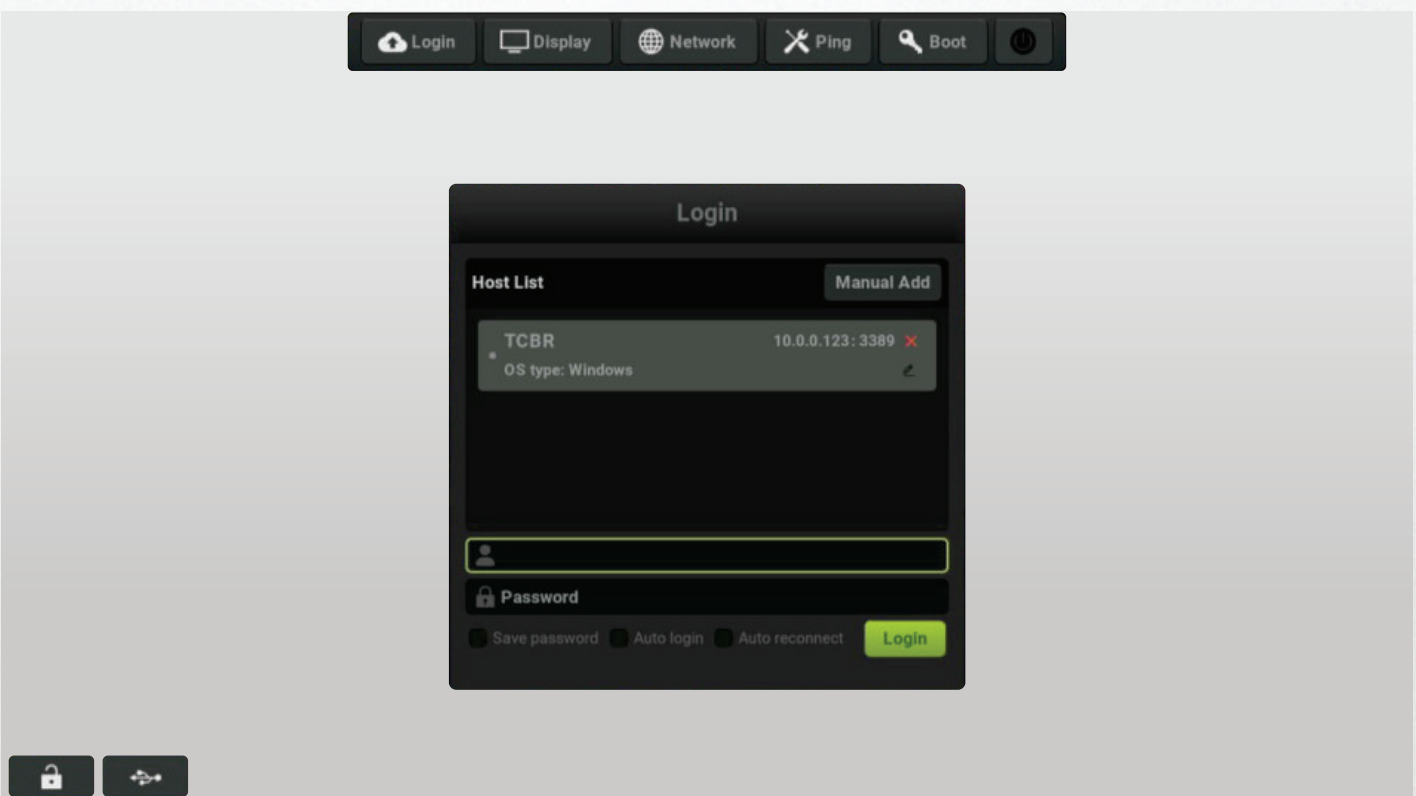 Login Display Network Ping Boot
Login
Host List Manual Add
TCBR 10.0.0.123:3389
OS type: Windows
Password
Save password Auto login Auto reconnect Login